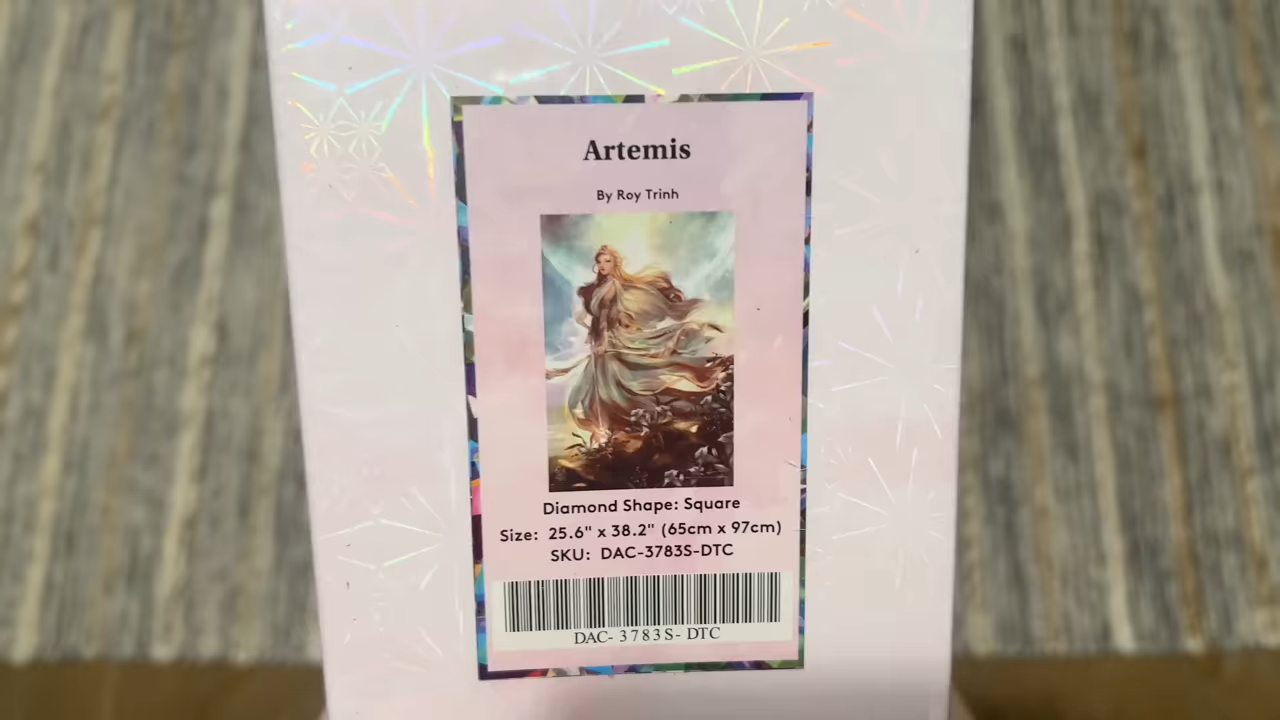 Artemis
By Roy Trinh
Diamond Shape: Square
Size: 25.6" x 38.2" (65cm x 97cm)
SKU: DAC-3783S-DTC
DAC- 3783S- DTC